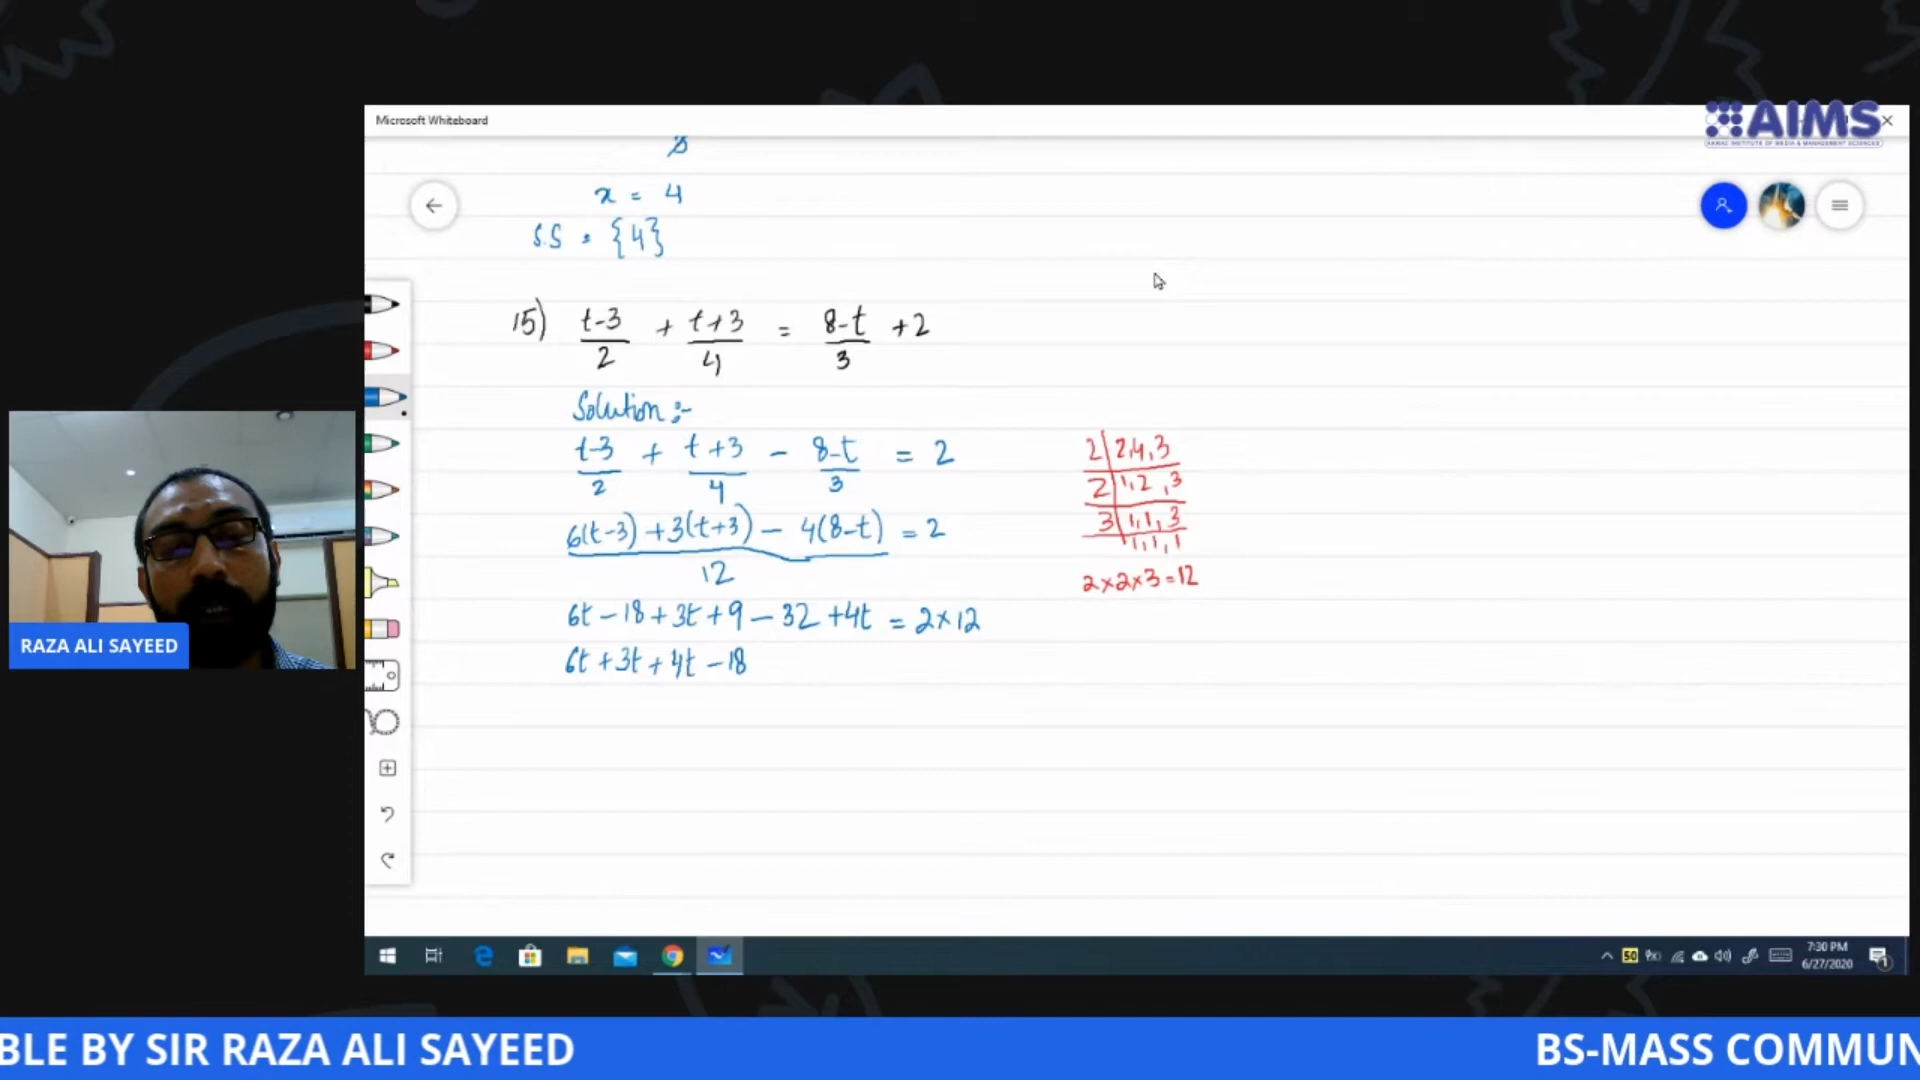 Microsoft Whiteboard
AIMS
3
x = 4
S.S = {4}
15) t-3/2 + t+3/4 = 8-t/3 + 2
Solution:-
t-3/2 + t+3/4 - 8-t/3 = 2
6(t-3) + 3(t+3) - 4(8-t)/12 = 2
6t - 18 + 3t + 9 - 32 + 4t = 2×12
6t + 3t + 4t - 18
2 | 2,4,3
2 | 1,2,3
3 | 1,1,3
1,1,1
2×2×3=12
RAZA ALI SAYEED
50
7:30 PM
6/27/2020
1
BLE BY SIR RAZA ALI SAYEED
BS-MASS COMMUN